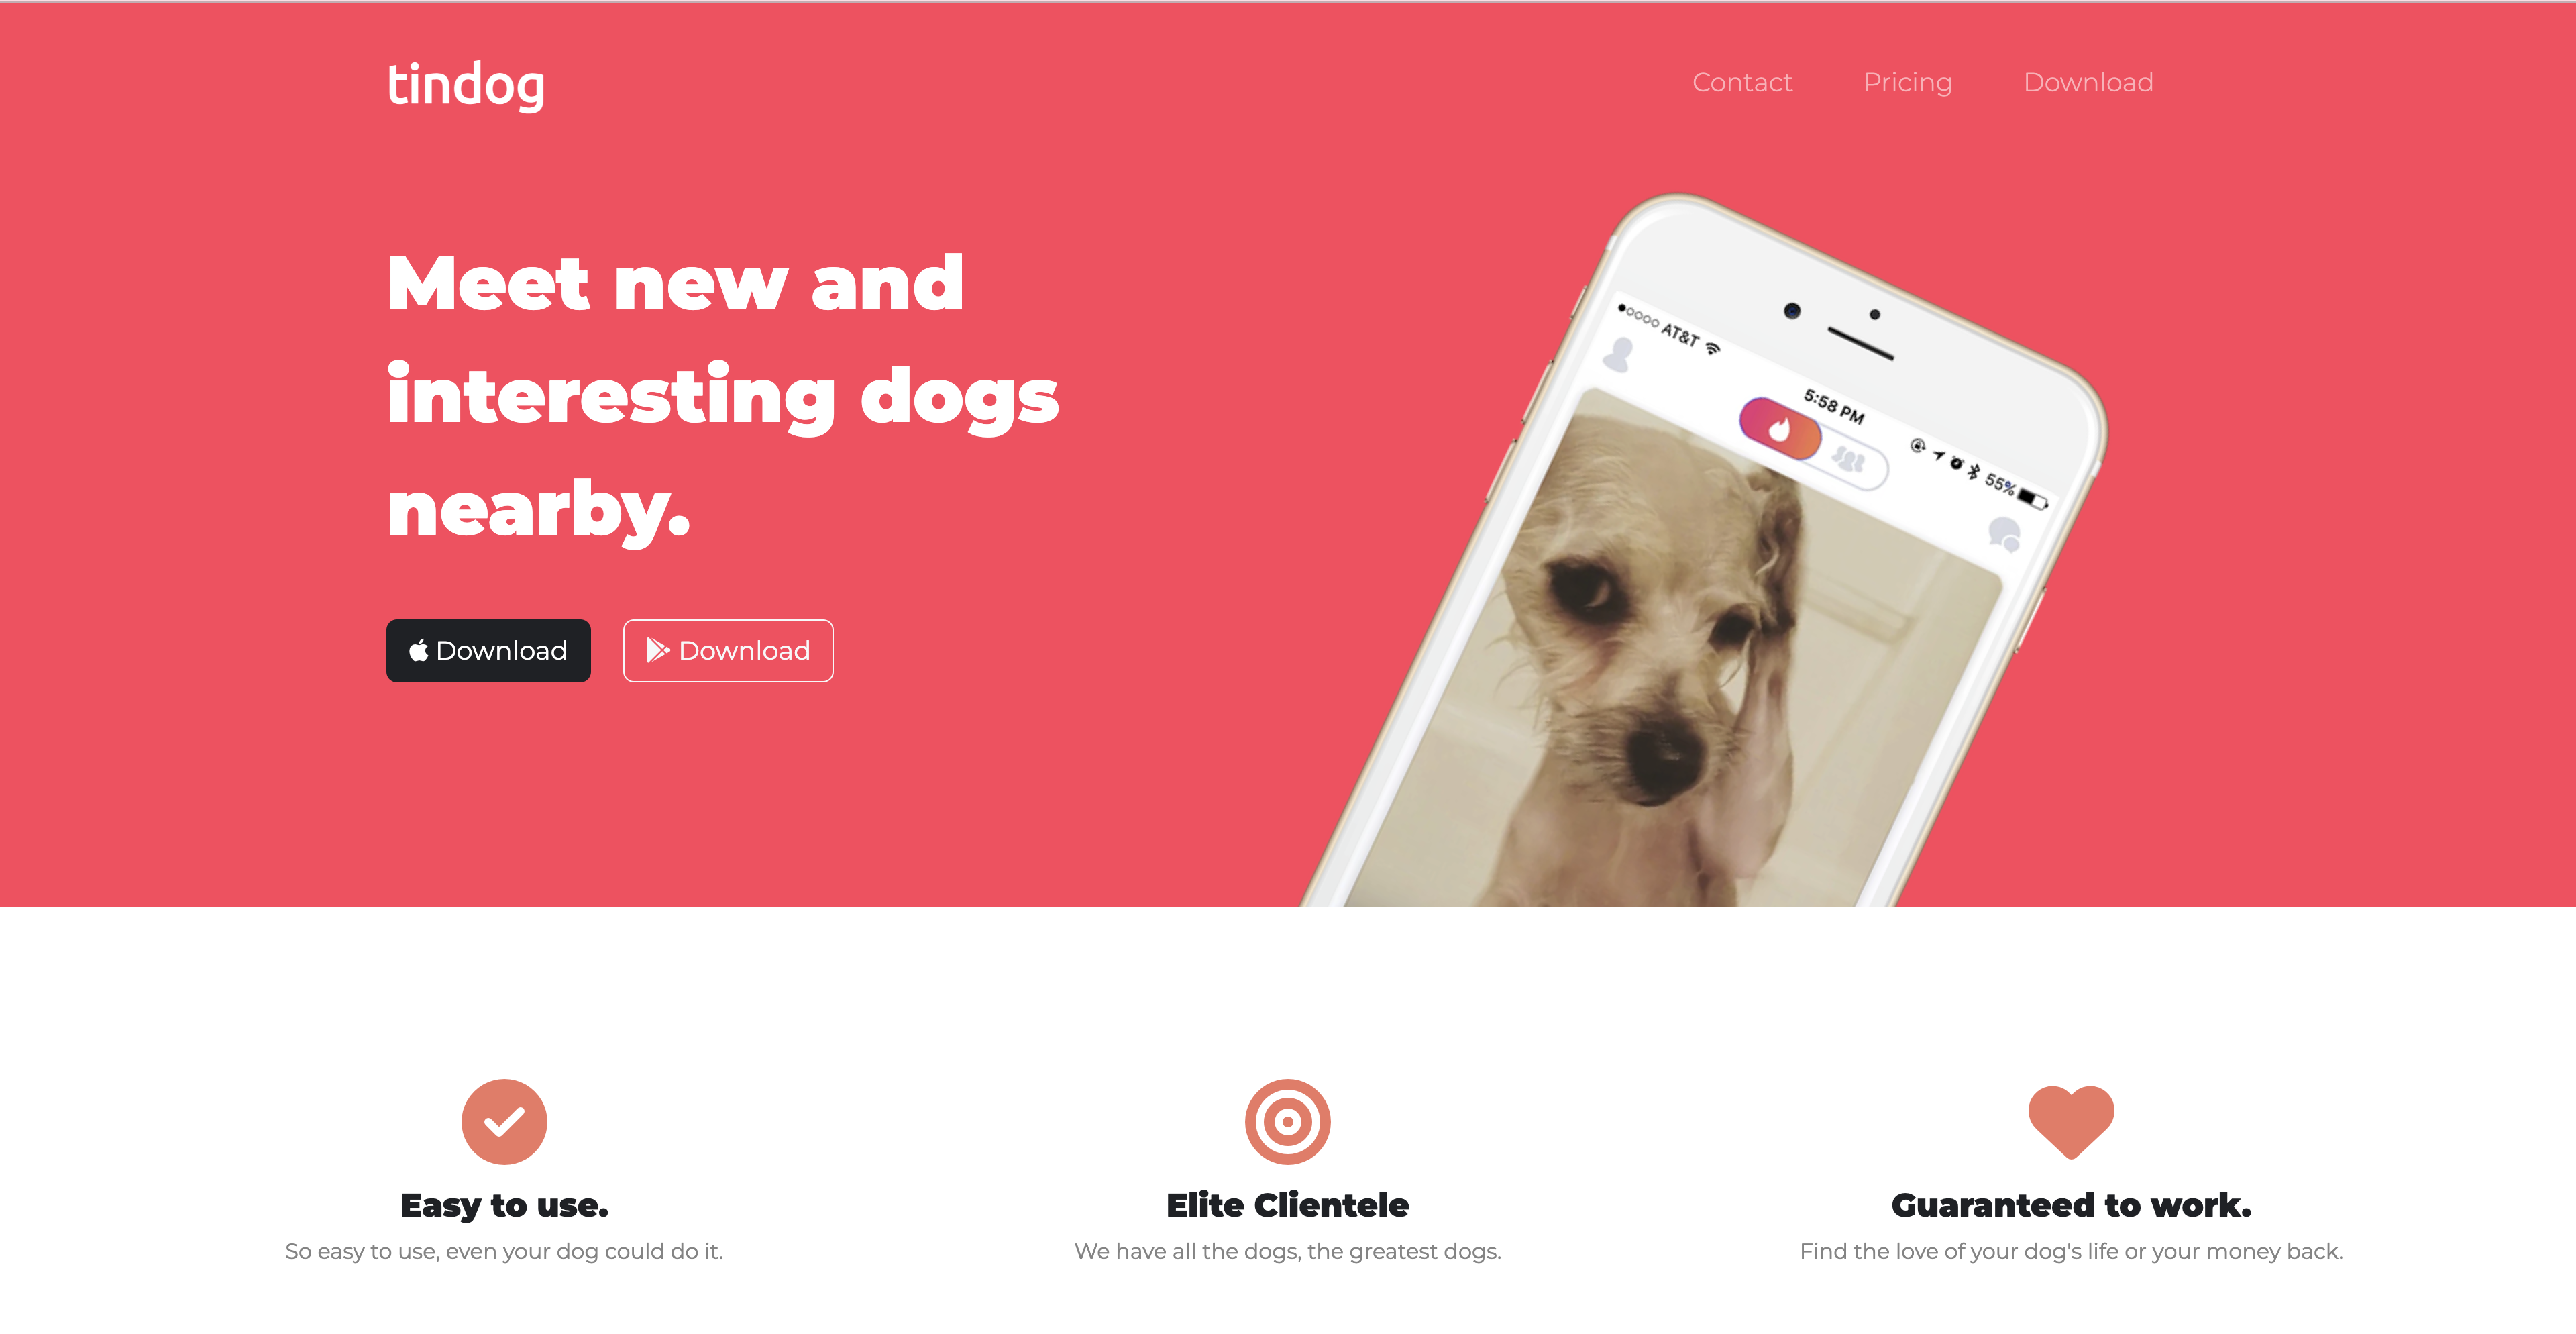 tindog
Contact
Pricing
Download
Meet new and
interesting dogs
nearby.
Download
Download
AT&T
5:58 PM
55%
Easy to use.
So easy to use, even your dog could do it.
Elite Clientele
We have all the dogs, the greatest dogs.
Guaranteed to work.
Find the love of your dog's life or your money back.